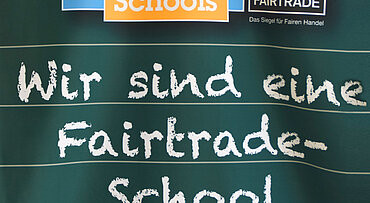 Schools
FAIRTRADE
Das Siegel für Fairen Handel
Wir sind eine
Fairtrade-
School